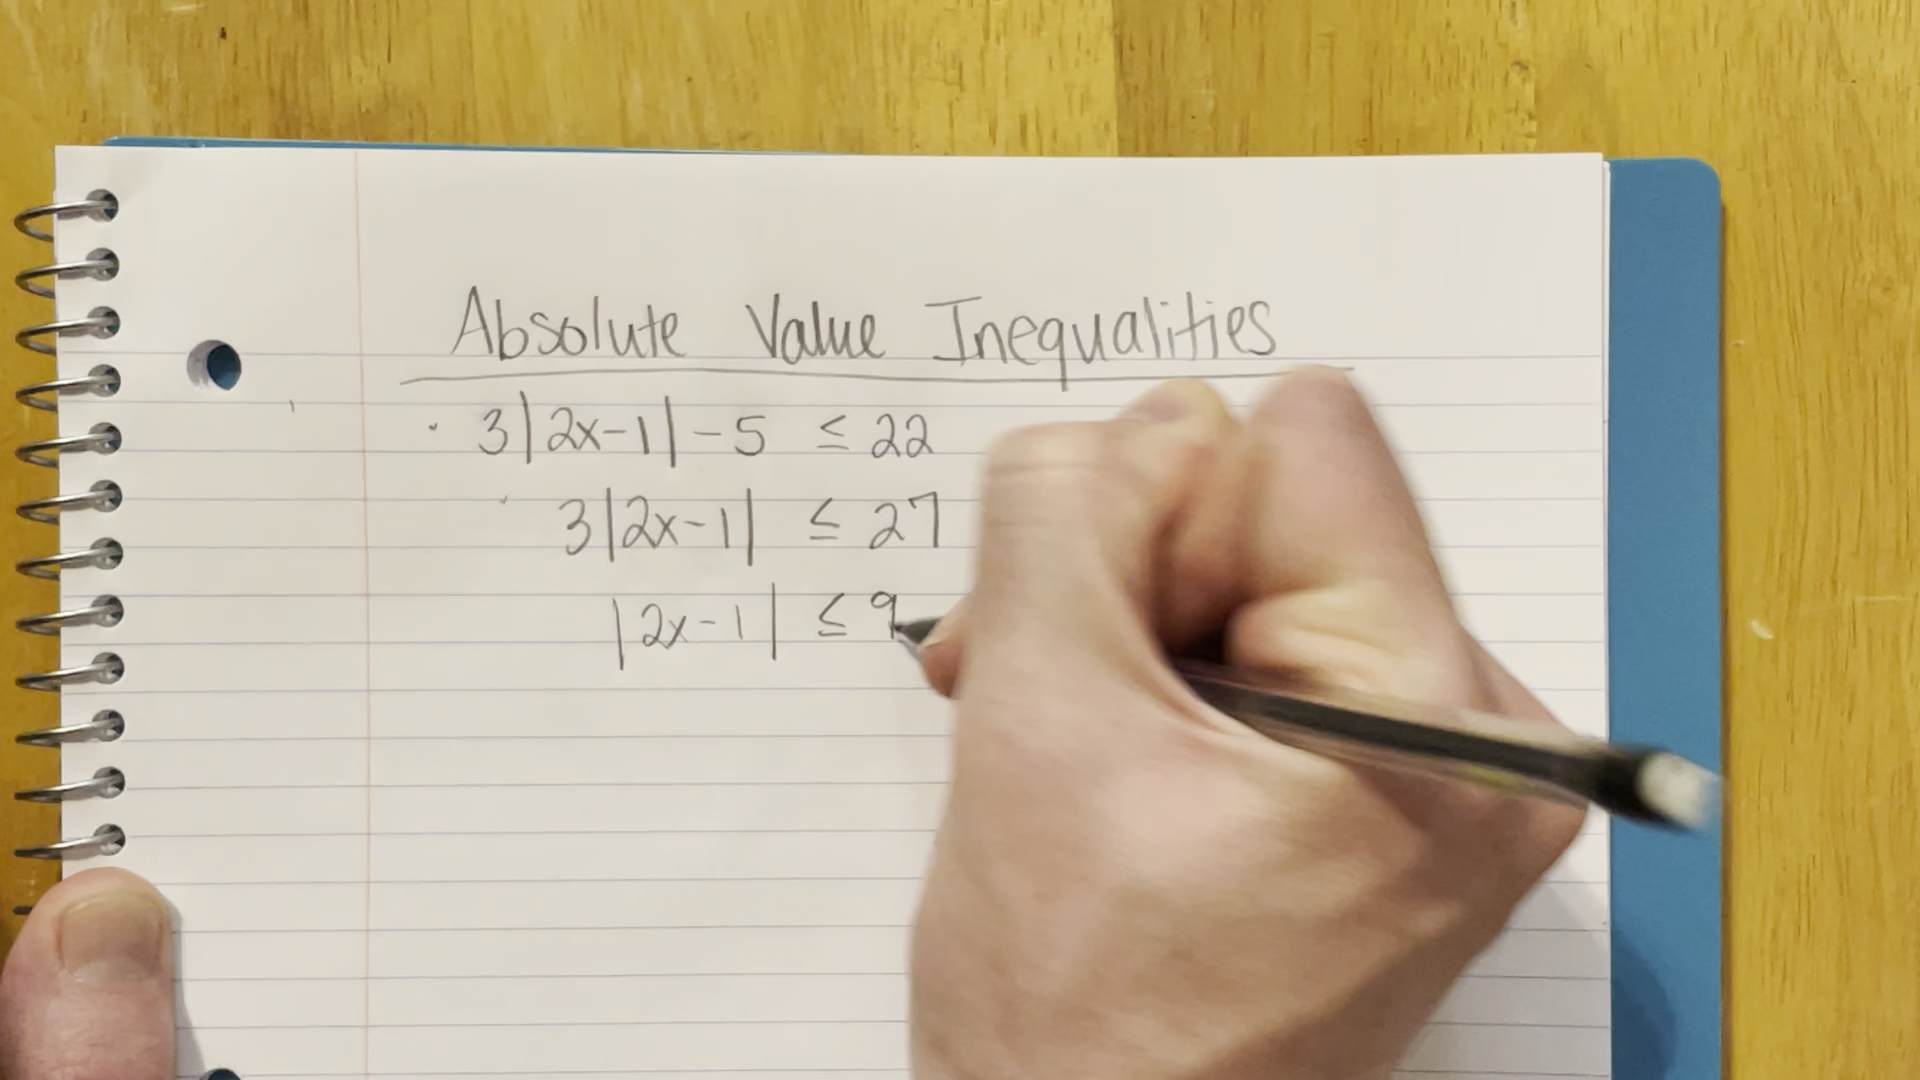 Absolute Value Inequalities
· 3|2x-1| - 5 ≤ 22
3|2x-1| ≤ 27
|2x-1| ≤ 9